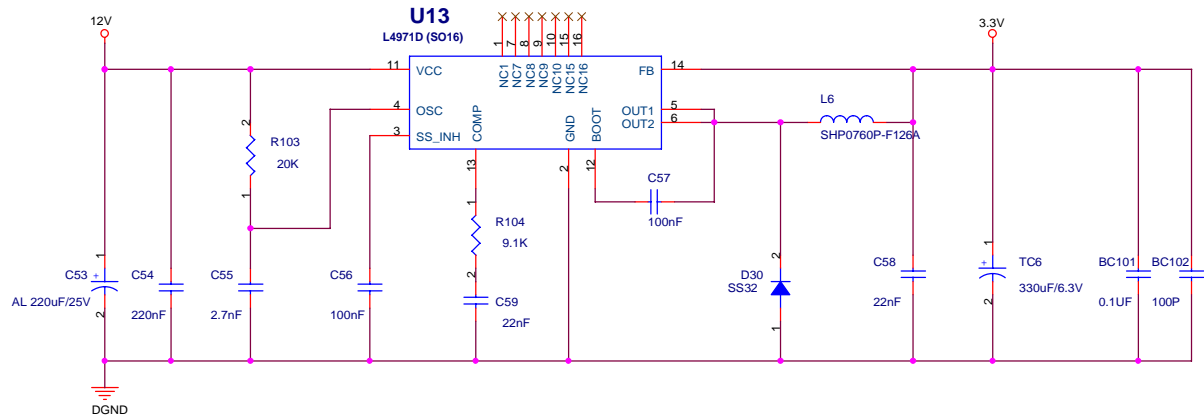 U13
L4971D (SO16)
12V
3.3V
1
7
8
9
10
15
16
NC1
NC7
NC8
NC9
NC10
NC15
NC16
11
VCC
FB
14
4
OSC
OUT1
5
OUT2
6
3
SS_INH
COMP
GND
BOOT
13
2
12
L6
SHP0760P-F126A
2
R103
20K
1
C57
100nF
1
R104
9.1K
2
1
C53
+
AL 220uF/25V
2
C54
220nF
C55
2.7nF
C56
100nF
C59
22nF
2
D30
SS32
1
C58
22nF
1
+
TC6
330uF/6.3V
2
BC101
0.1UF
BC102
100P
DGND